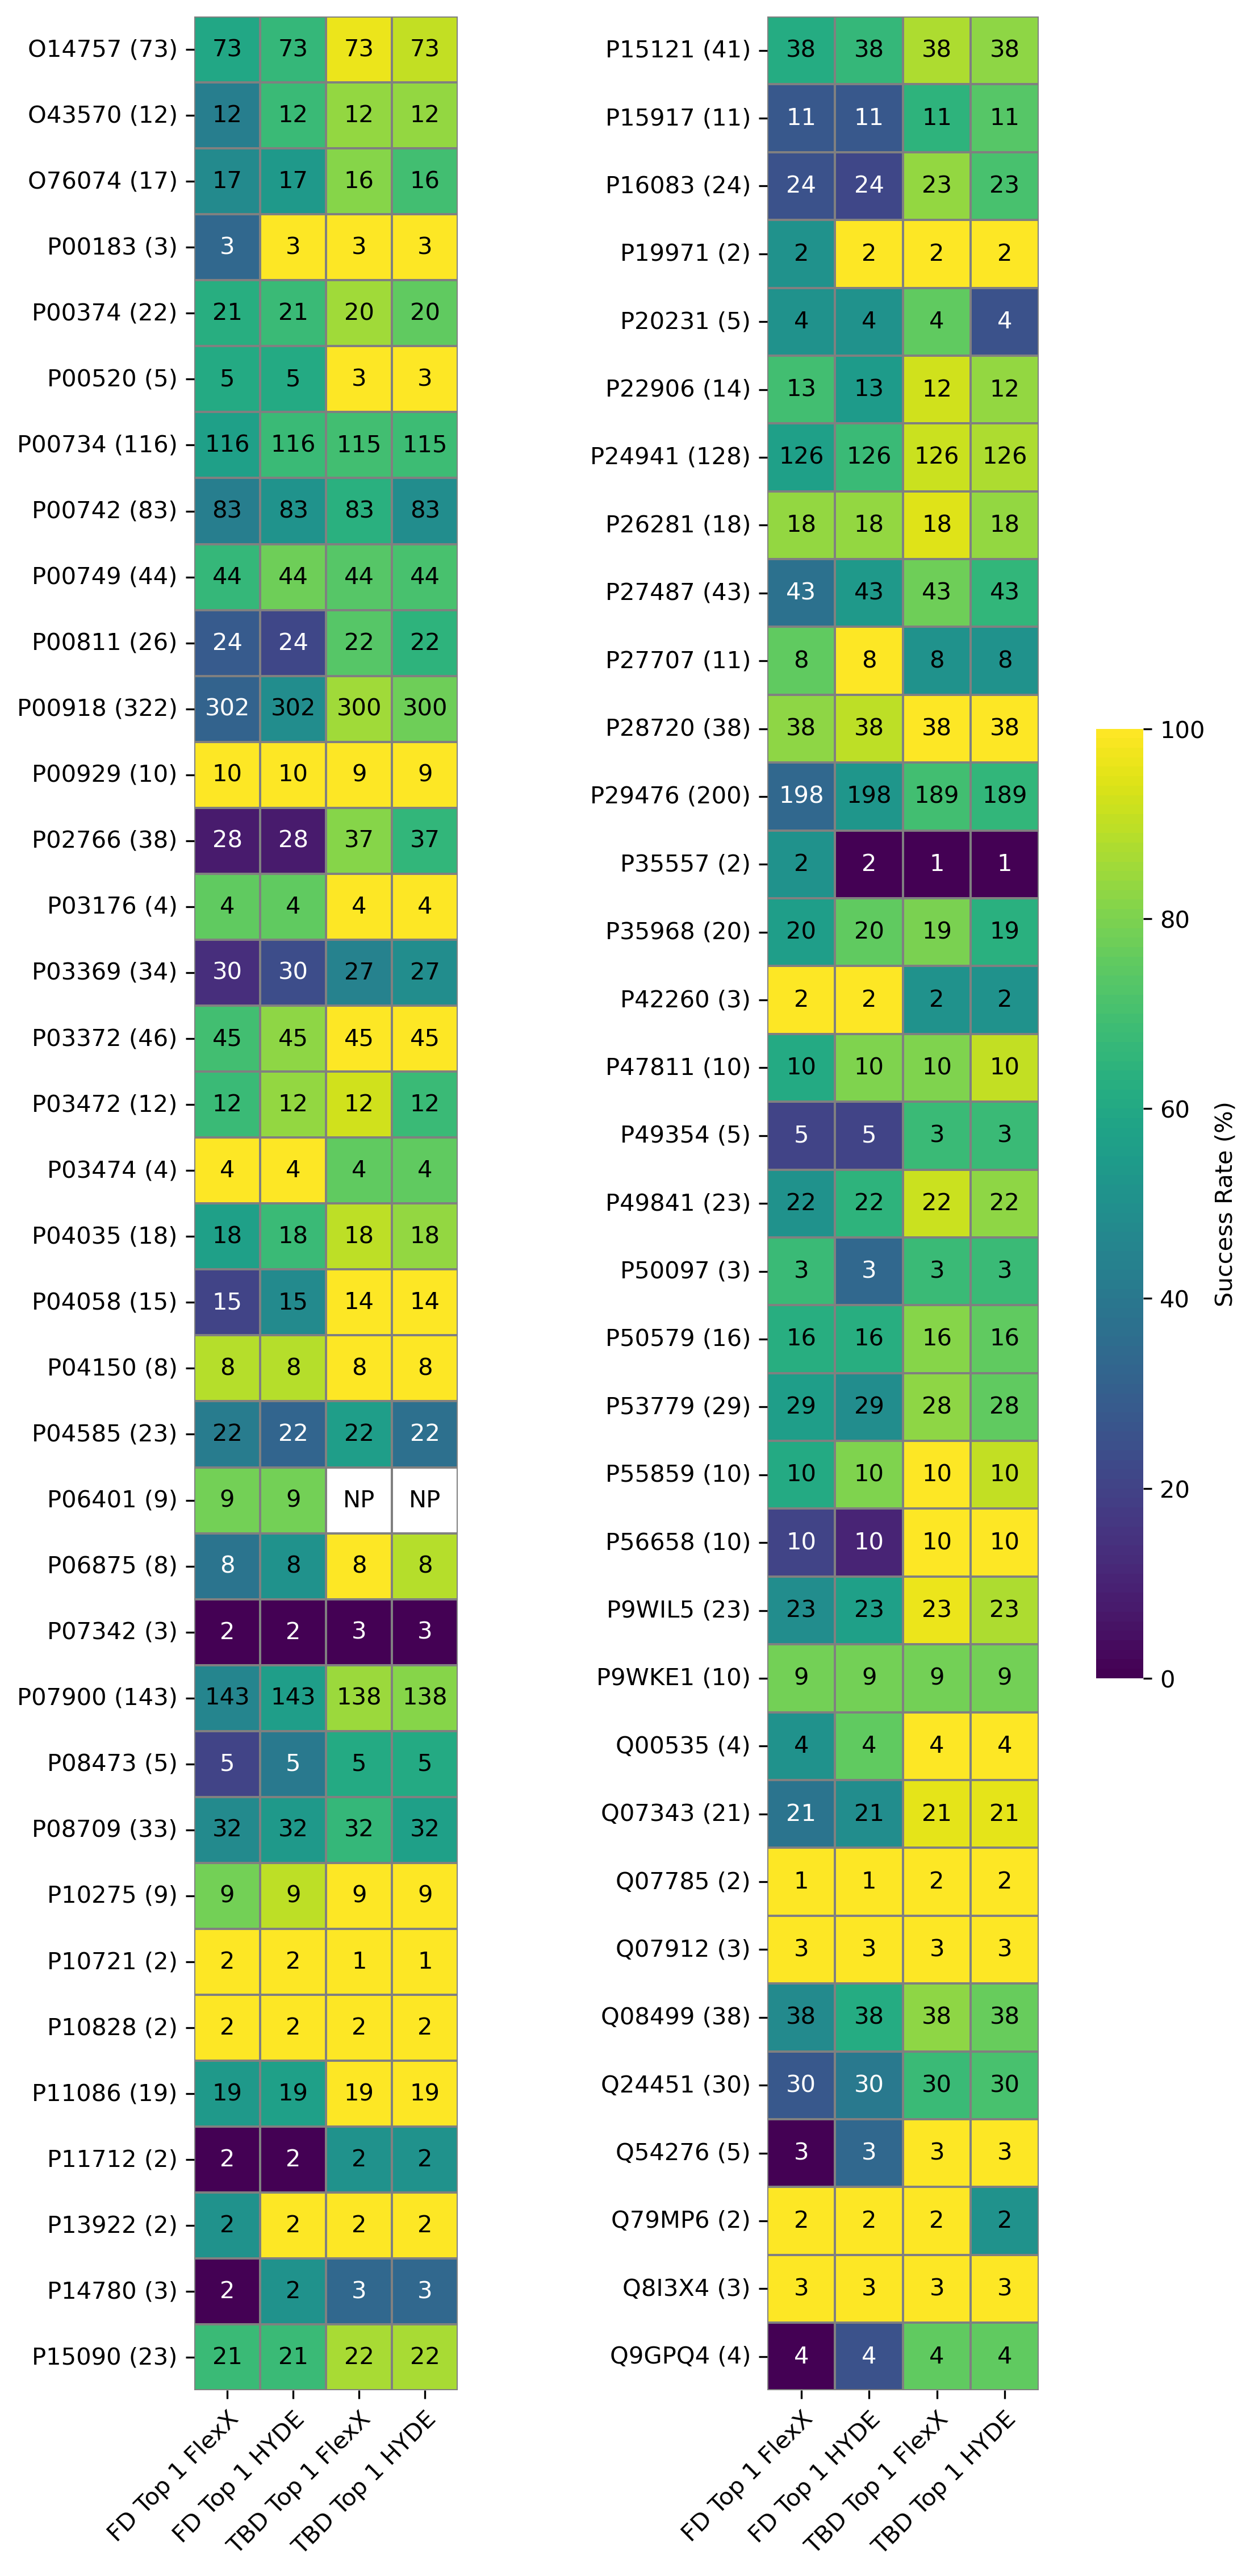 O14757 (73) 73 73 73 73
O43570 (12) 12 12 12 12
O76074 (17) 17 17 16 16
P00183 (3) 3 3 3 3
P00374 (22) 21 21 20 20
P00520 (5) 5 5 3 3
P00734 (116) 116 116 115 115
P00742 (83) 83 83 83 83
P00749 (44) 44 44 44 44
P00811 (26) 24 24 22 22
P00918 (322) 302 302 300 300
P00929 (10) 10 10 9 9
P02766 (38) 28 28 37 37
P03176 (4) 4 4 4 4
P03369 (34) 30 30 27 27
P03372 (46) 45 45 45 45
P03472 (12) 12 12 12 12
P03474 (4) 4 4 4 4
P04035 (18) 18 18 18 18
P04058 (15) 15 15 14 14
P04150 (8) 8 8 8 8
P04585 (23) 22 22 22 22
P06401 (9) 9 9 NP NP
P06875 (8) 8 8 8 8
P07342 (3) 2 2 3 3
P07900 (143) 143 143 138 138
P08473 (5) 5 5 5 5
P08709 (33) 32 32 32 32
P10275 (9) 9 9 9 9
P10721 (2) 2 2 1 1
P10828 (2) 2 2 2 2
P11086 (19) 19 19 19 19
P11712 (2) 2 2 2 2
P13922 (2) 2 2 2 2
P14780 (3) 2 2 3 3
P15090 (23) 21 21 22 22
FD Top 1 FlexX
FD Top 1 HYDE
TBD Top 1 FlexX
TBD Top 1 HYDE
P15121 (41) 38 38 38 38
P15917 (11) 11 11 11 11
P16083 (24) 24 24 23 23
P19971 (2) 2 2 2 2
P20231 (5) 4 4 4 4
P22906 (14) 13 13 12 12
P24941 (128) 126 126 126 126
P26281 (18) 18 18 18 18
P27487 (43) 43 43 43 43
P27707 (11) 8 8 8 8
P28720 (38) 38 38 38 38
P29476 (200) 198 198 189 189
P35557 (2) 2 2 1 1
P35968 (20) 20 20 19 19
P42260 (3) 2 2 2 2
P47811 (10) 10 10 10 10
P49354 (5) 5 5 3 3
P49841 (23) 22 22 22 22
P50097 (3) 3 3 3 3
P50579 (16) 16 16 16 16
P53779 (29) 29 29 28 28
P55859 (10) 10 10 10 10
P56658 (10) 10 10 10 10
P9WIL5 (23) 23 23 23 23
P9WKE1 (10) 9 9 9 9
Q00535 (4) 4 4 4 4
Q07343 (21) 21 21 21 21
Q07785 (2) 1 1 2 2
Q07912 (3) 3 3 3 3
Q08499 (38) 38 38 38 38
Q24451 (30) 30 30 30 30
Q54276 (5) 3 3 3 3
Q79MP6 (2) 2 2 2 2
Q8I3X4 (3) 3 3 3 3
Q9GPQ4 (4) 4 4 4 4
FD Top 1 FlexX
FD Top 1 HYDE
TBD Top 1 FlexX
TBD Top 1 HYDE
100
80
60
40
20
0
Success Rate (%)